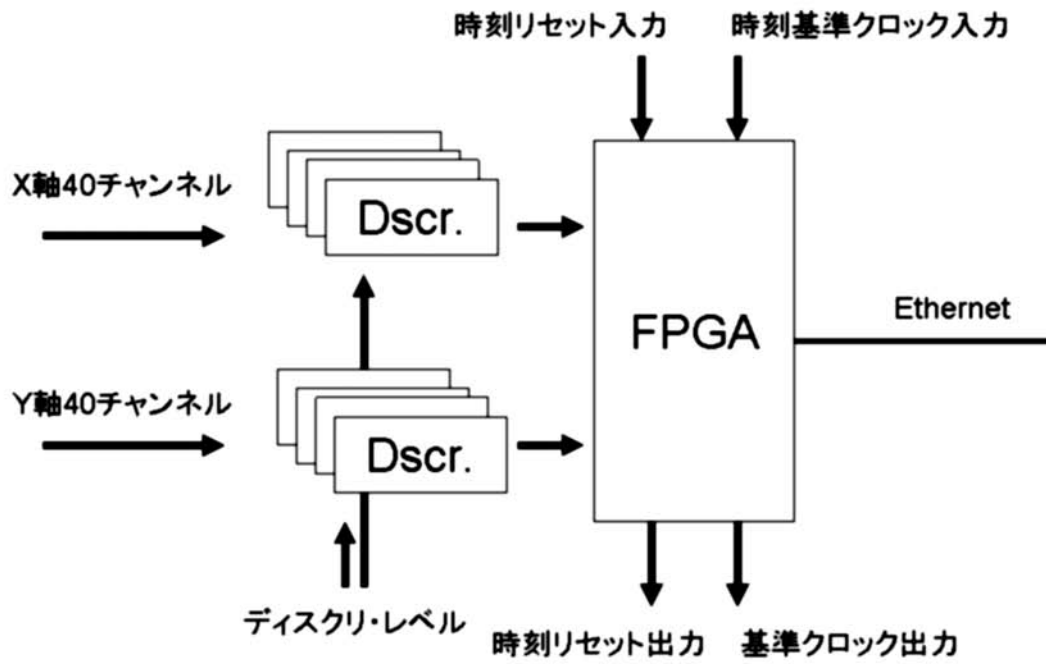 時刻リセット入力
時刻基準クロック入力
X軸40チャンネル
Dscr.
FPGA
Ethernet
Y軸40チャンネル
Dscr.
ディスクリ・レベル
時刻リセット出力
基準クロック出力